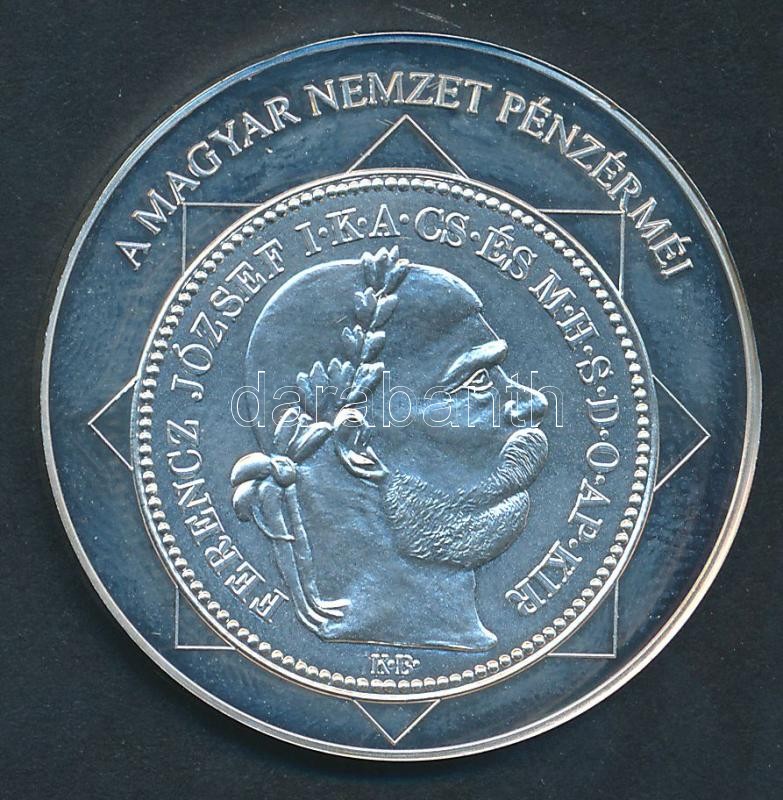 A MAGYAR NEMZET PÉNZÉRMÉI
FERENCZ JÓZSEF I·K·A·CS·ÉS M·H·S·D·O·AP·KIR
K·B·
darabanth